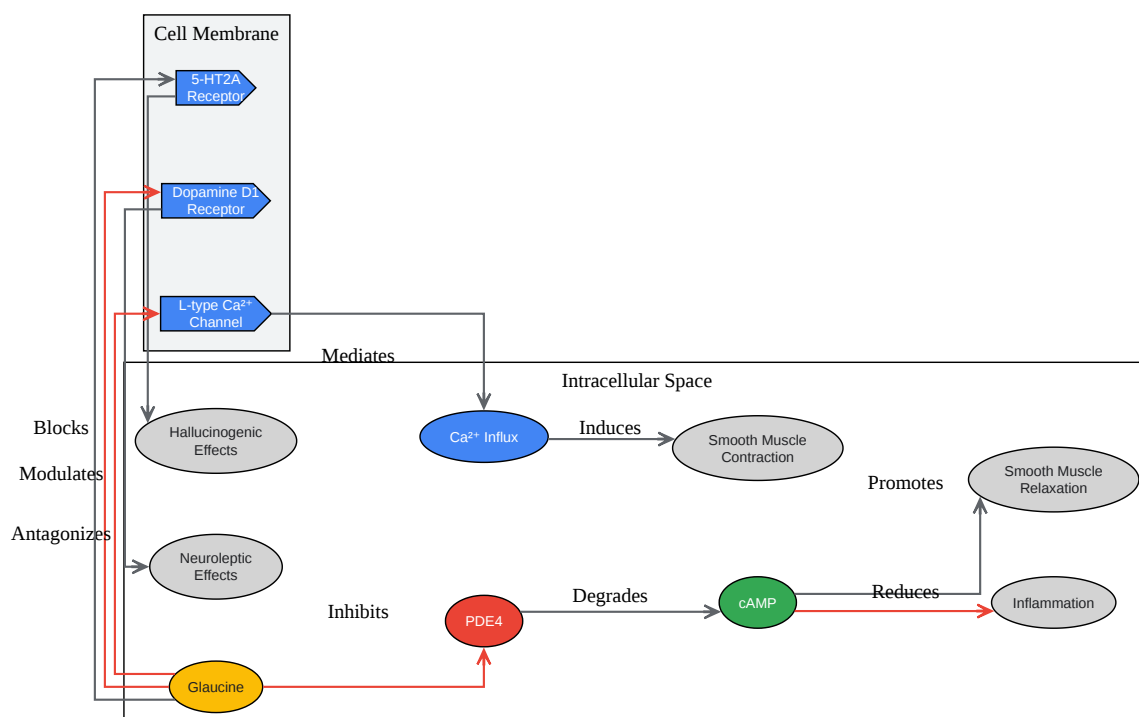 Cell Membrane
5-HT2A
Receptor
Dopamine D1
Receptor
L-type Ca²⁺
Channel
Mediates
Intracellular Space
Blocks
Hallucinogenic
Effects
Ca²⁺ Influx
Induces
Smooth Muscle
Contraction
Modulates
Promotes
Smooth Muscle
Relaxation
Antagonizes
Neuroleptic
Effects
Inhibits
PDE4
Degrades
cAMP
Reduces
Inflammation
Glaucine